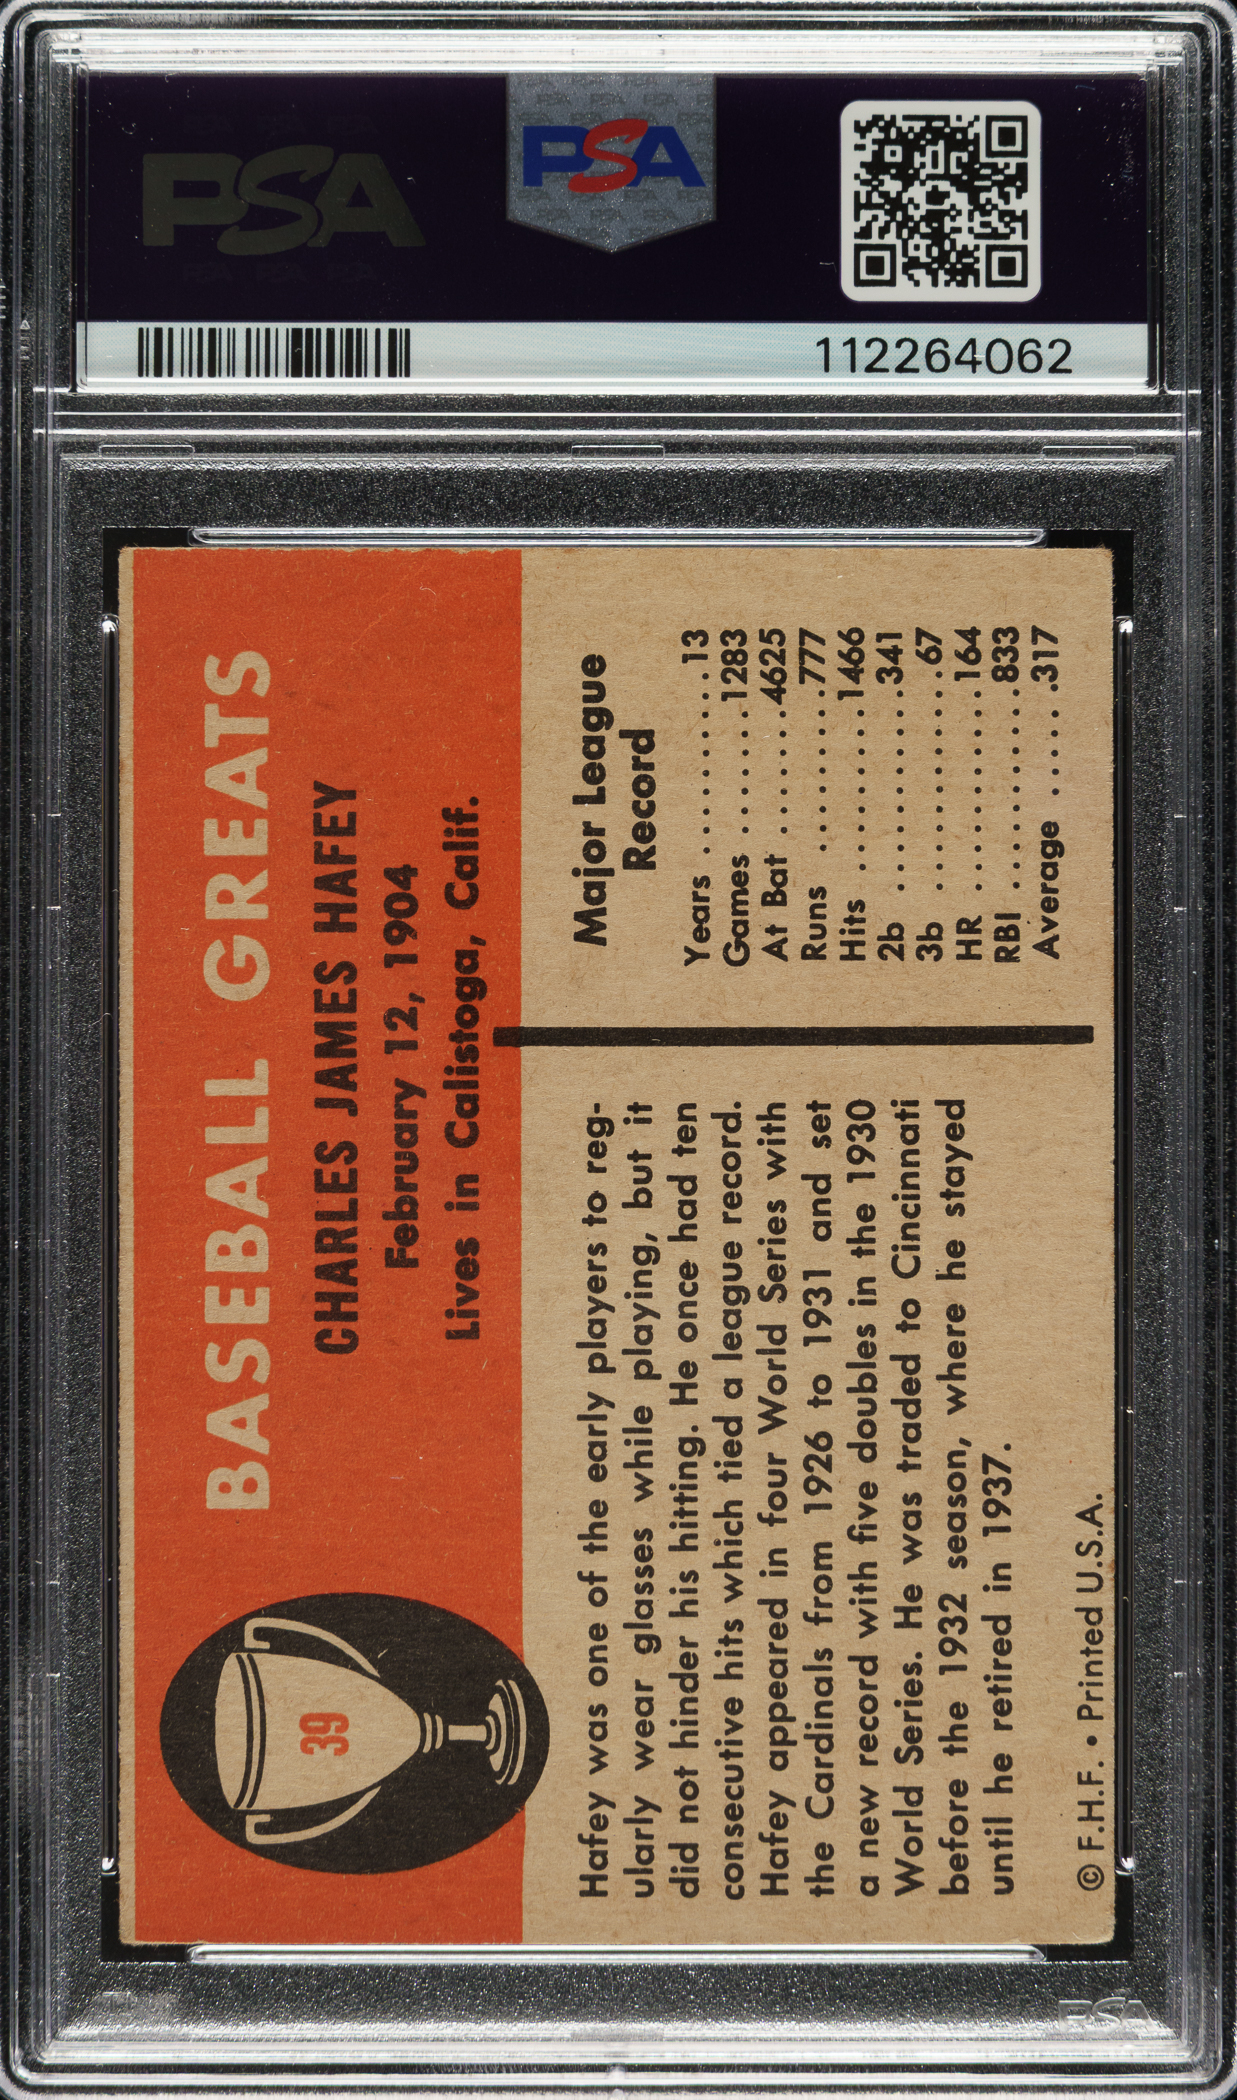 PSA
PSA
112264062
39
BASEBALL GREATS
CHARLES JAMES HAFEY
February 12, 1904
Lives in Calistoga, Calif.
Hafey was one of the early players to reg-
ularly wear glasses while playing, but it
did not hinder his hitting. He once had ten
consecutive hits which tied a league record.
Hafey appeared in four World Series with
the Cardinals from 1926 to 1931 and set
a new record with five doubles in the 1930
World Series. He was traded to Cincinnati
before the 1932 season, where he stayed
until he retired in 1937.
© F.H.F. • Printed U.S.A.
Major League
Record
Years . . . . . . . . . . 13
Games . . . . . . . 1283
At Bat . . . . . . . 4625
Runs . . . . . . . . . 777
Hits . . . . . . . . . 1466
2b . . . . . . . . . . . 341
3b . . . . . . . . . . . . 67
HR . . . . . . . . . . . 164
RBI . . . . . . . . . . 833
Average . . . . . . .317
PSA